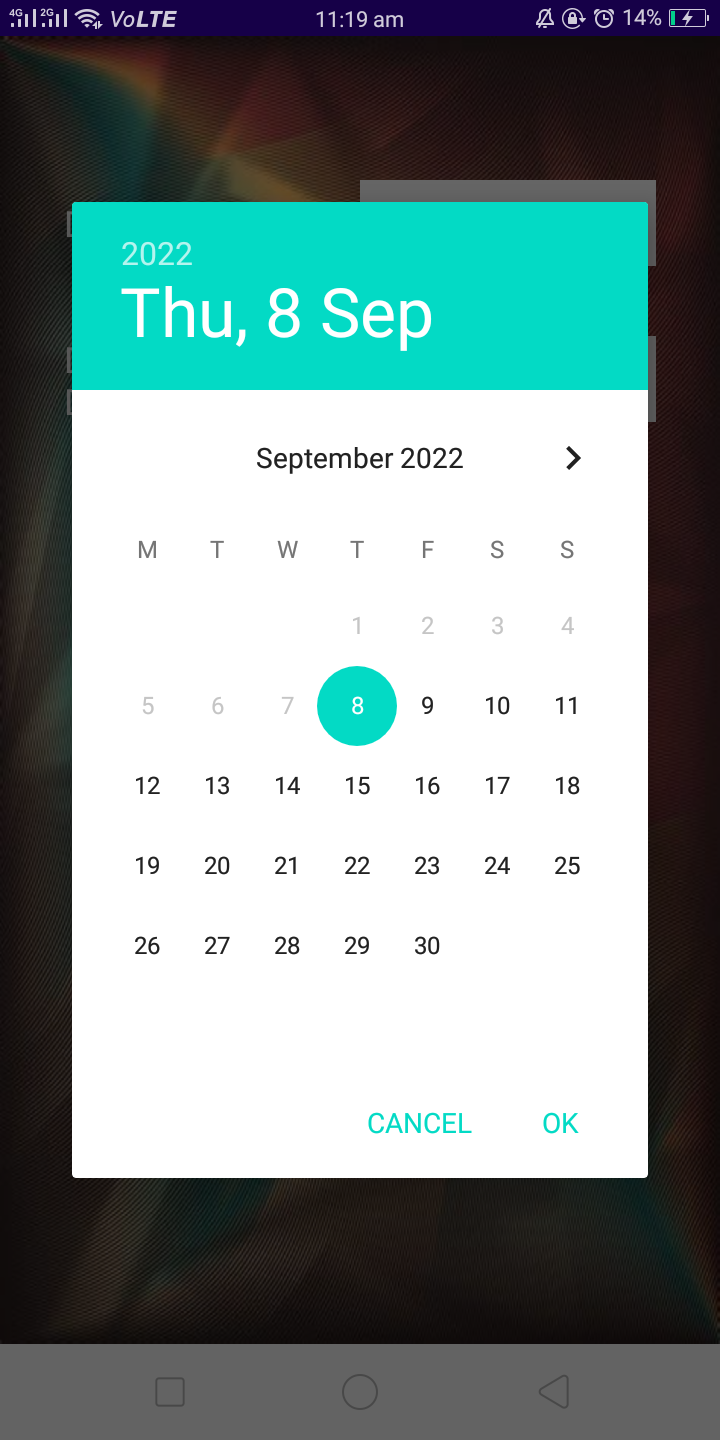 4G 2G VoLTE 11:19 am 14%
2022
Thu, 8 Sep
September 2022
M T W T F S S
1 2 3 4
5 6 7 8 9 10 11
12 13 14 15 16 17 18
19 20 21 22 23 24 25
26 27 28 29 30
CANCEL OK